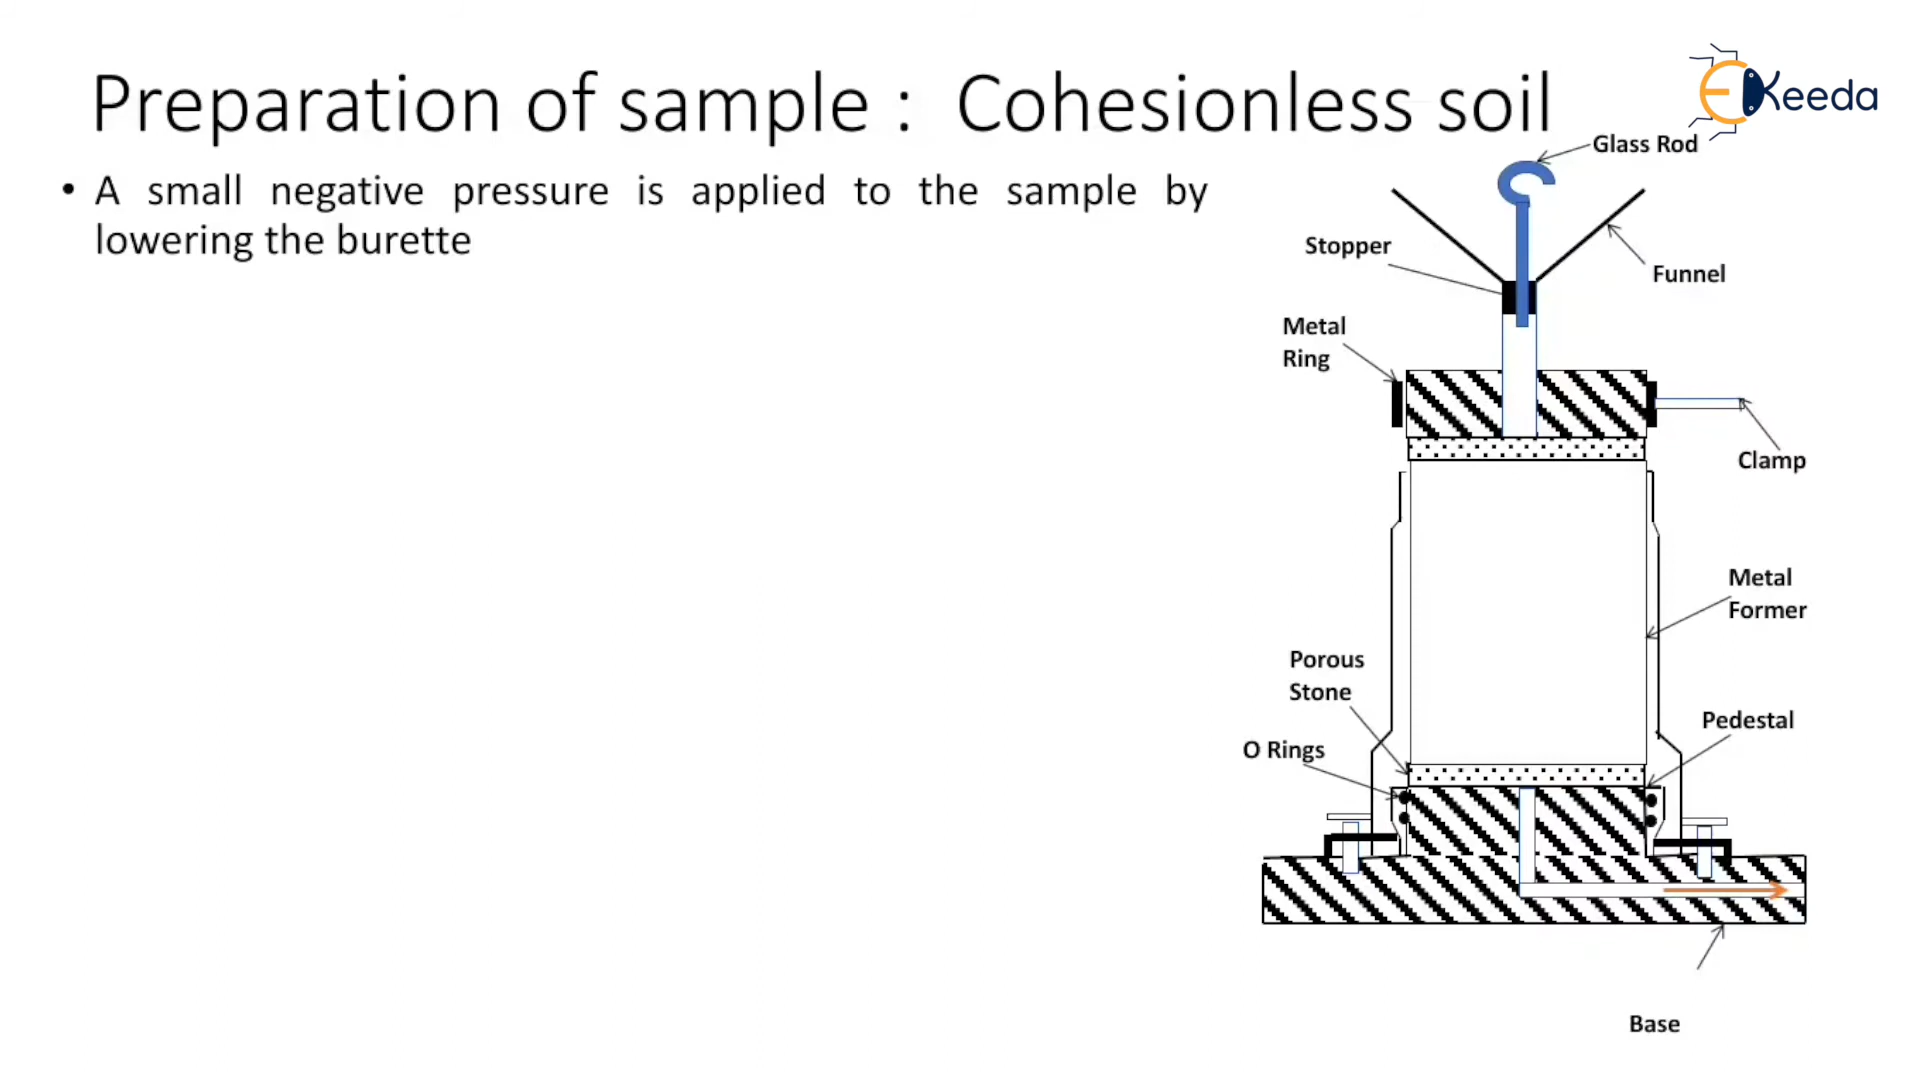 Preparation of sample : Cohesionless soil
Keeda
• A small negative pressure is applied to the sample by
lowering the burette
Glass Rod
Stopper
Funnel
Metal
Ring
Clamp
Metal
Former
Porous
Stone
Pedestal
O Rings
Base